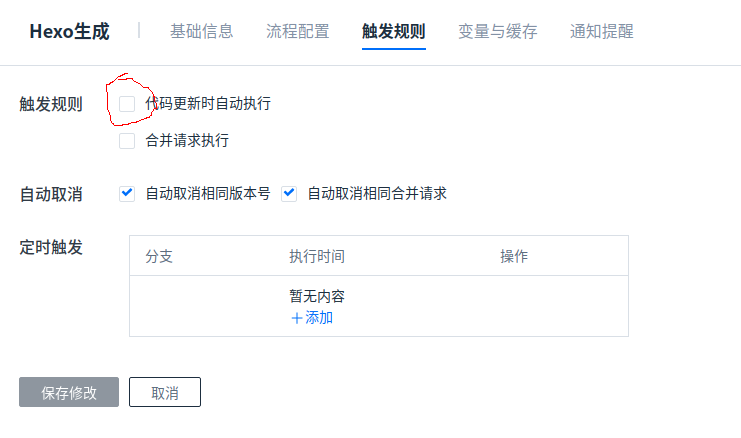 Hexo生成 基础信息 流程配置 触发规则 变量与缓存 通知提醒
触发规则 代码更新时自动执行
合并请求执行
自动取消 自动取消相同版本号 自动取消相同合并请求
定时触发
分支 执行时间 操作
暂无内容
＋添加
保存修改 取消